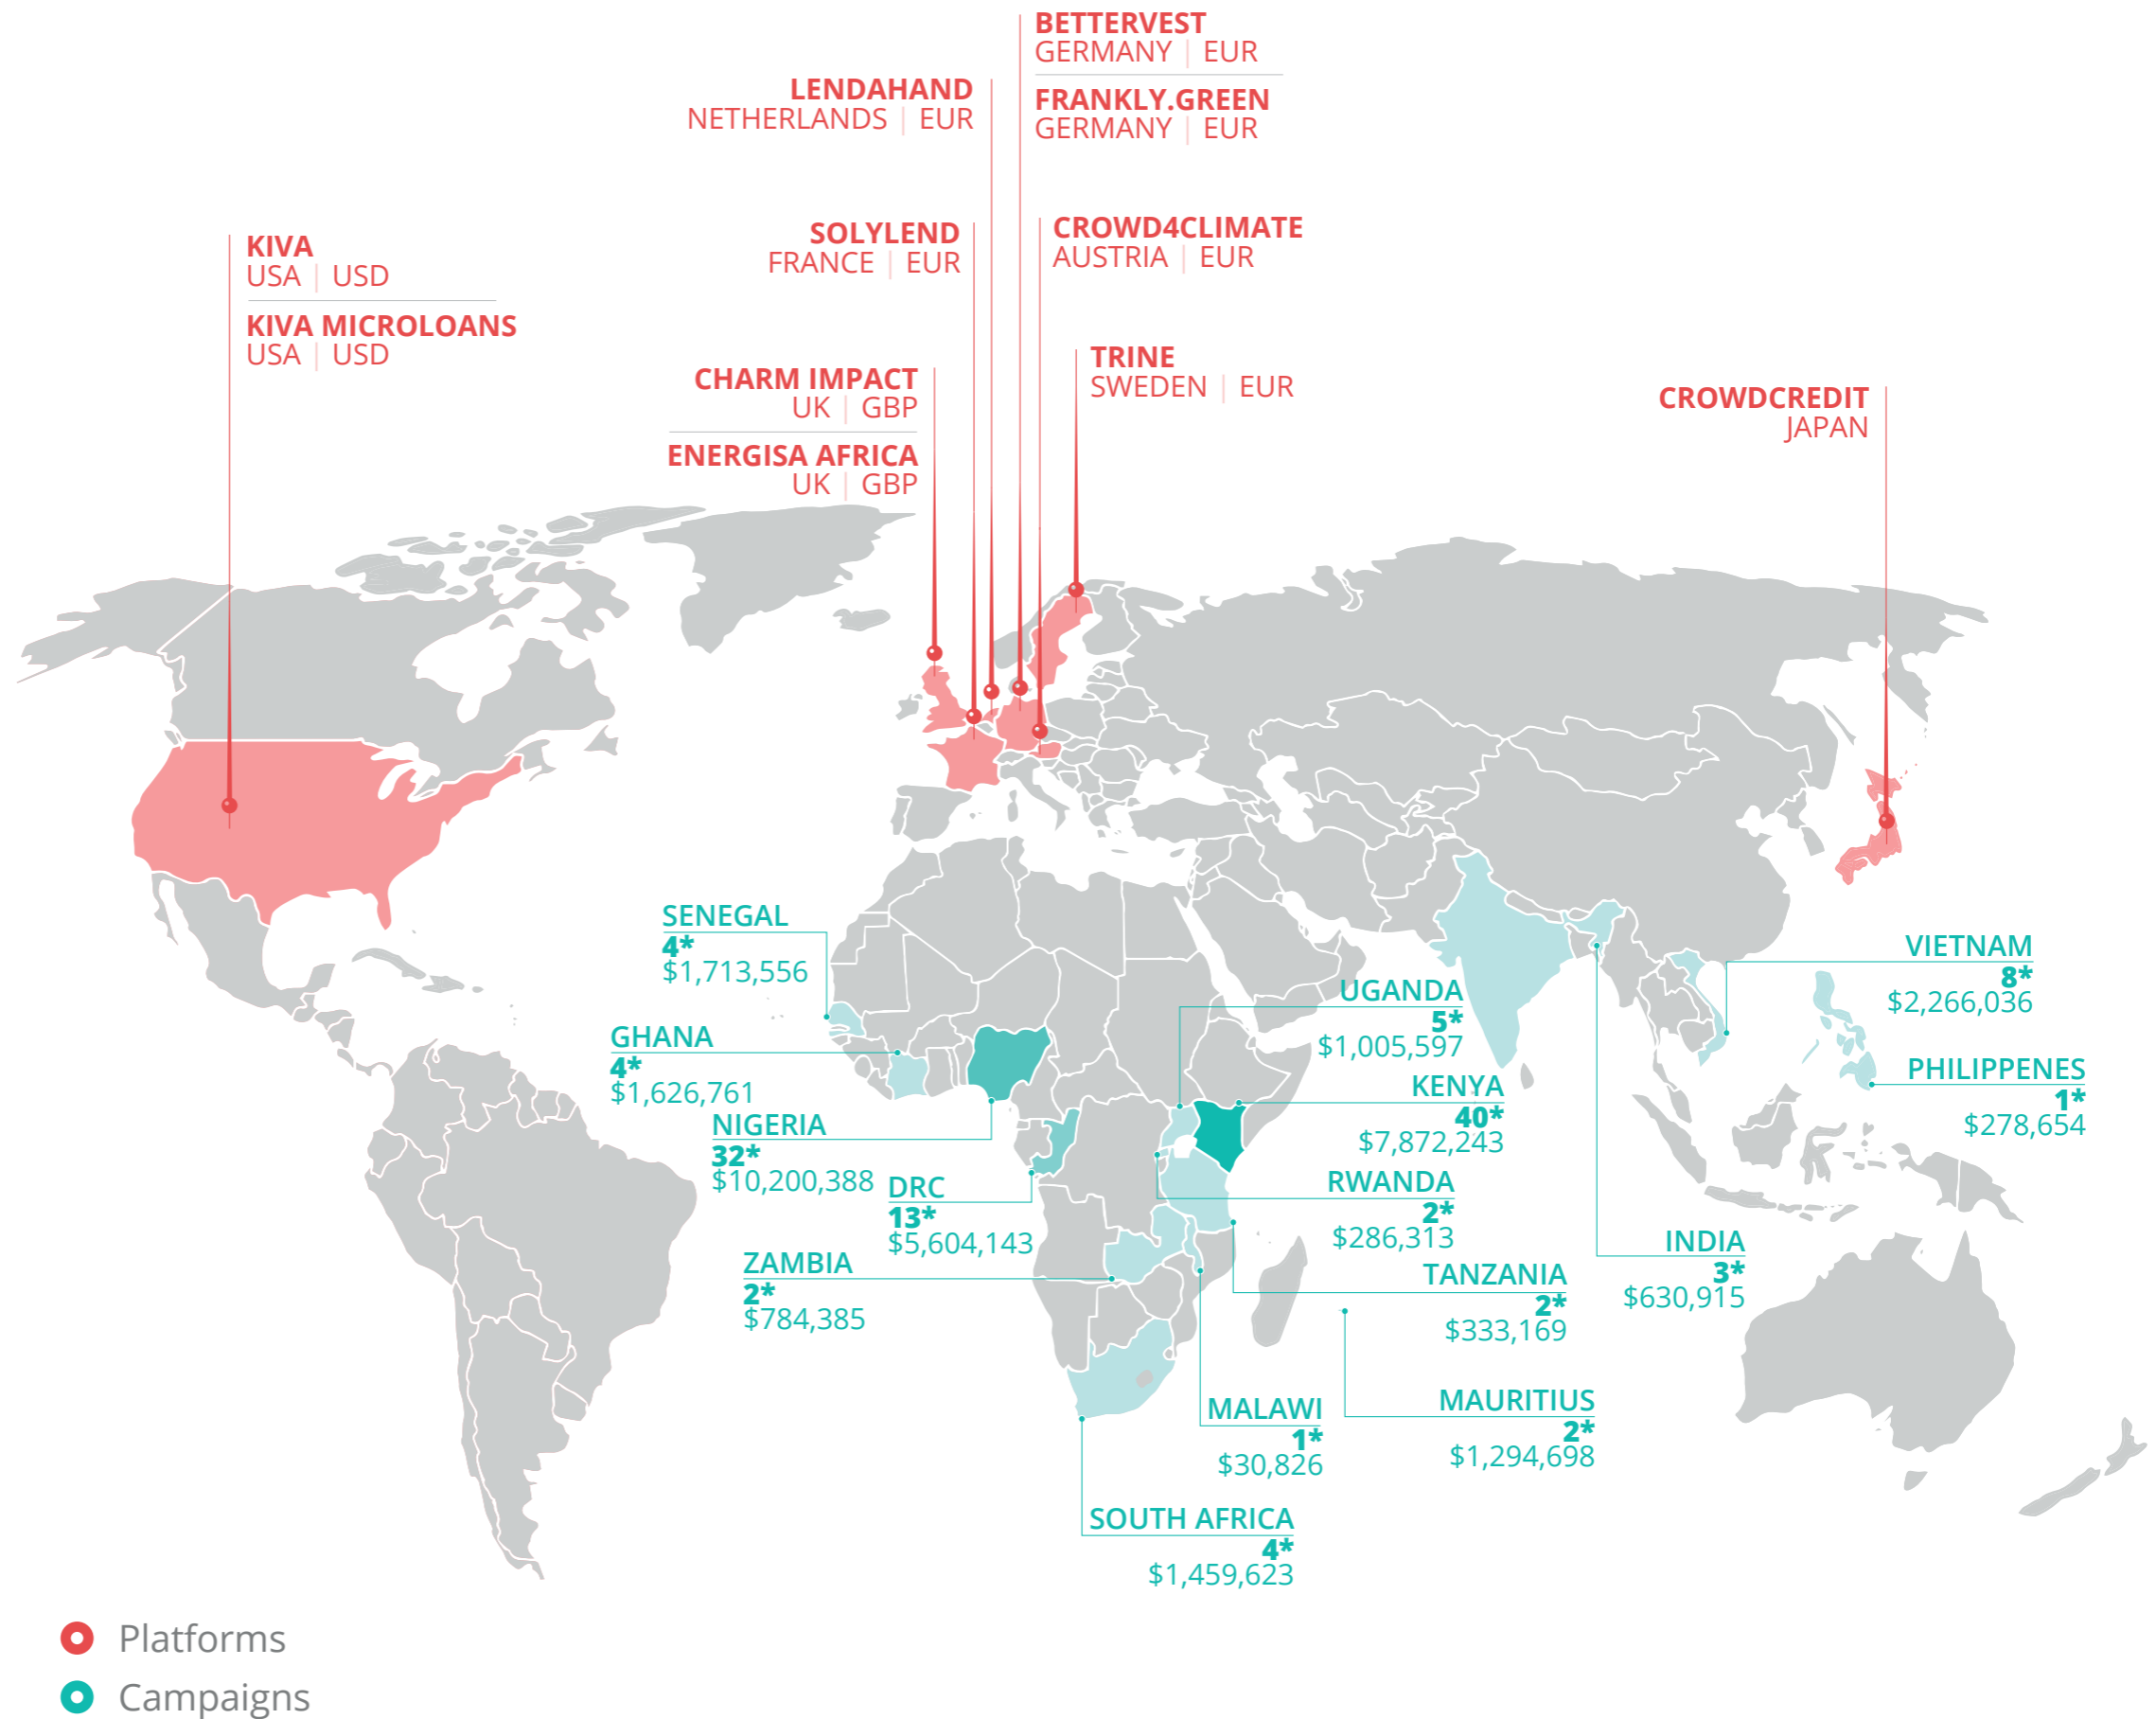 BETTERVEST
GERMANY | EUR
FRANKLY.GREEN
GERMANY | EUR
LENDAHAND
NETHERLANDS | EUR
SOLYLEND
FRANCE | EUR
CROWD4CLIMATE
AUSTRIA | EUR
KIVA
USA | USD
KIVA MICROLOANS
USA | USD
CHARM IMPACT
UK | GBP
ENERGISA AFRICA
UK | GBP
TRINE
SWEDEN | EUR
CROWDCREDIT
JAPAN
SENEGAL
4*
$1,713,556
GHANA
4*
$1,626,761
NIGERIA
32*
$10,200,388
DRC
13*
$5,604,143
ZAMBIA
2*
$784,385
UGANDA
5*
$1,005,597
KENYA
40*
$7,872,243
RWANDA
2*
$286,313
TANZANIA
2*
$333,169
MAURITIUS
2*
$1,294,698
MALAWI
1*
$30,826
SOUTH AFRICA
4*
$1,459,623
INDIA
3*
$630,915
VIETNAM
8*
$2,266,036
PHILIPPENES
1*
$278,654
Platforms
Campaigns